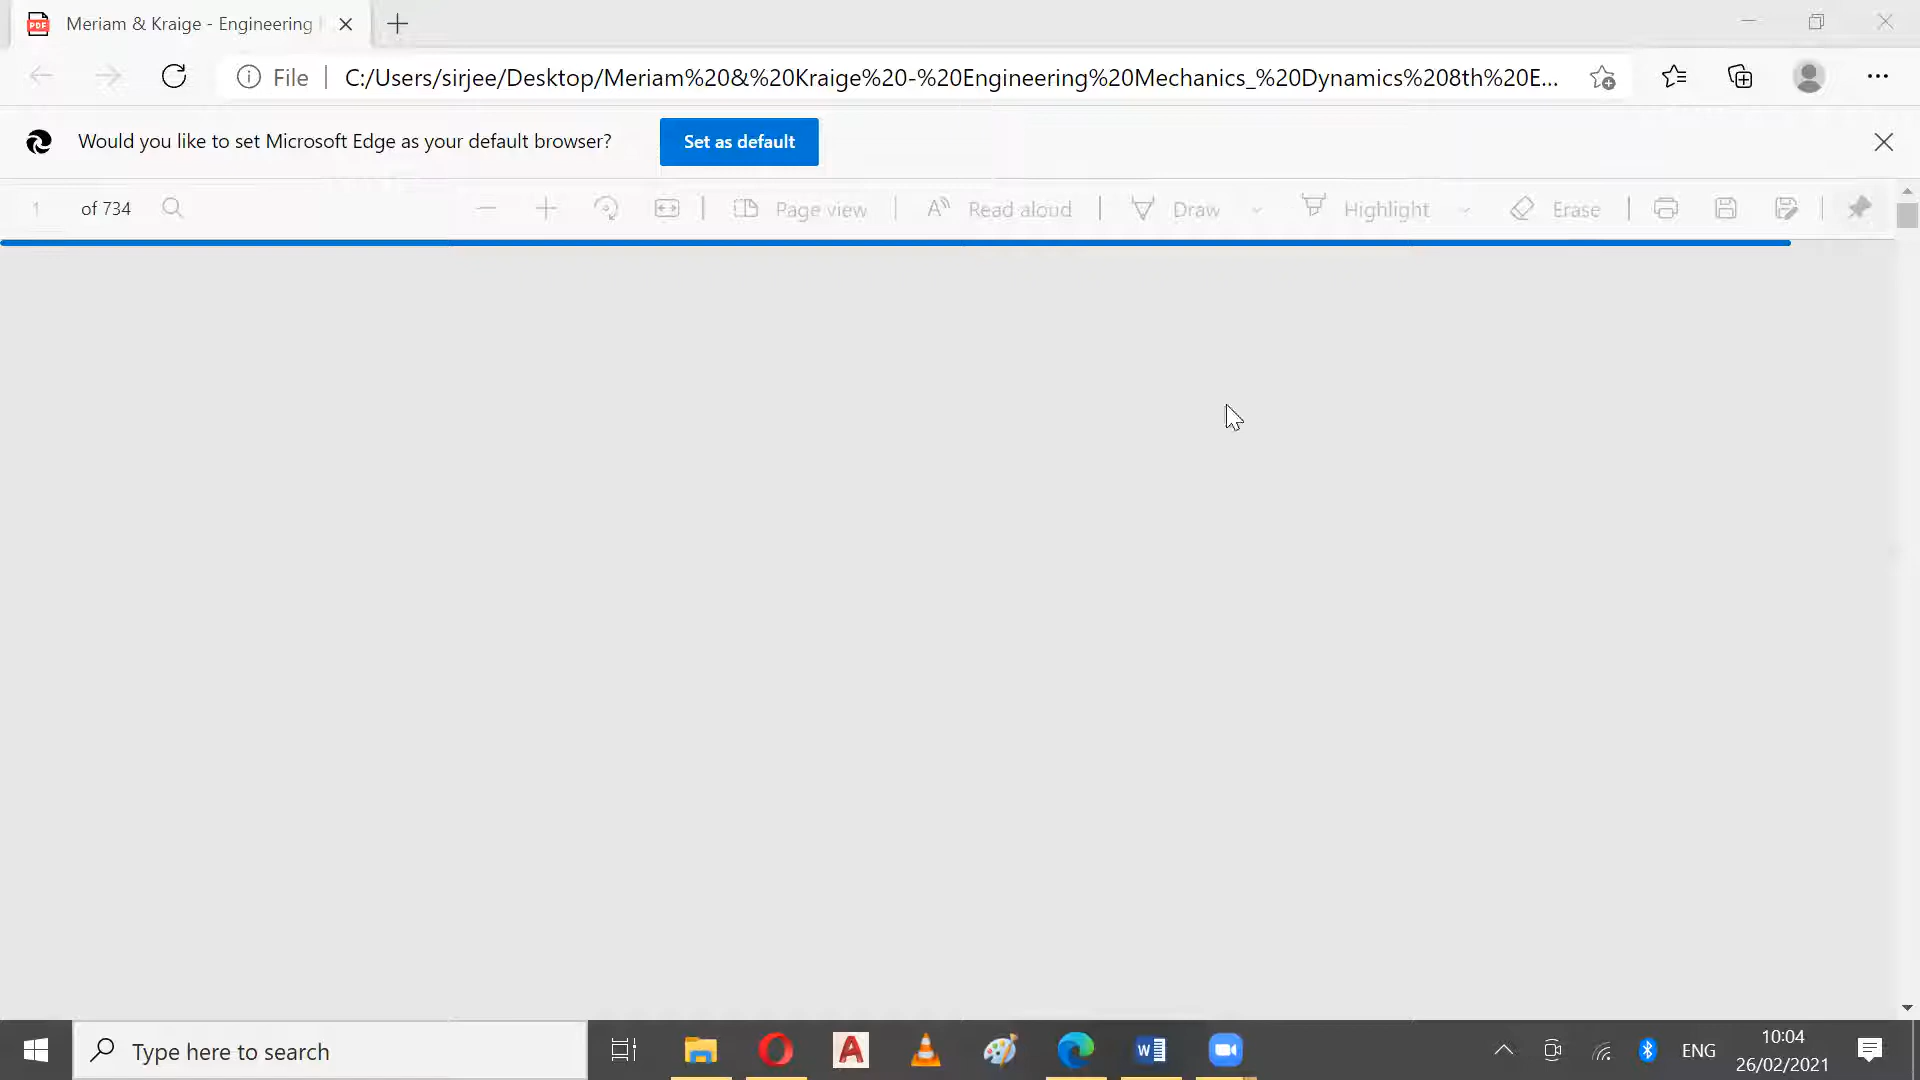 Meriam & Kraige - Engineering
File
C:/Users/sirjee/Desktop/Meriam%20&%20Kraige%20-%20Engineering%20Mechanics_%20Dynamics%208th%20E...
Would you like to set Microsoft Edge as your default browser?
Set as default
1 of 734
Page view
Read aloud
Draw
Highlight
Erase
Type here to search
ENG
10:04
26/02/2021